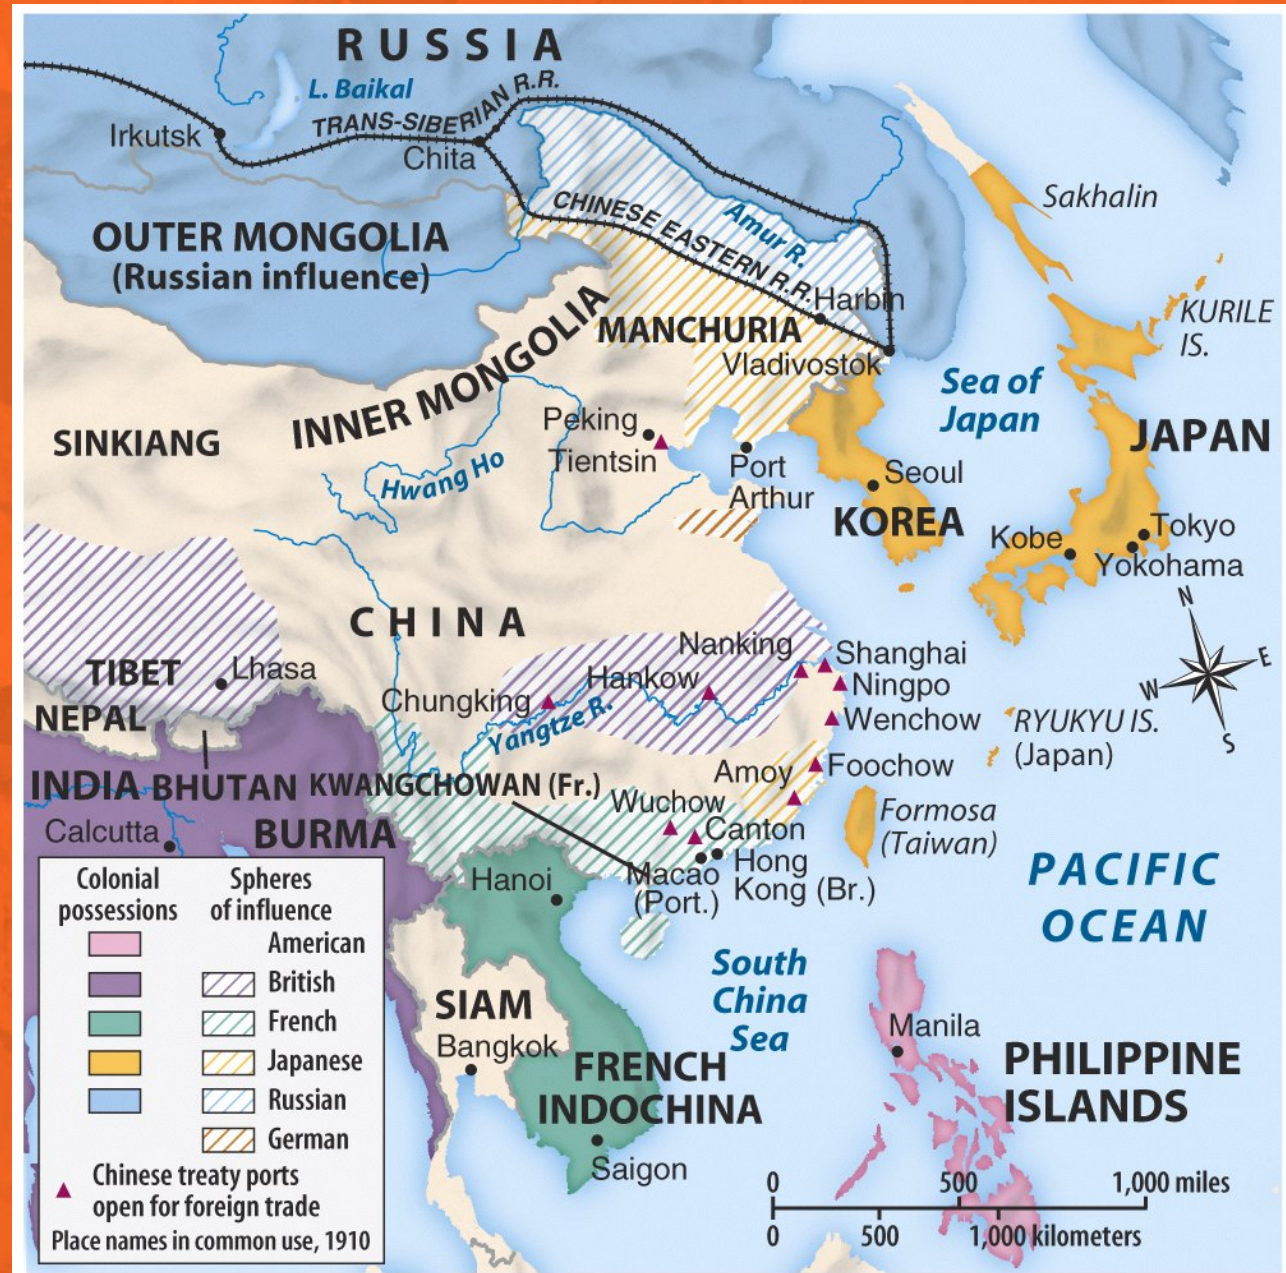 RUSSIA
L. Baikal
TRANS-SIBERIAN R.R.
Irkutsk
Chita
Sakhalin
CHINESE EASTERN R.R.
Amur R.
OUTER MONGOLIA
(Russian influence)
Harbin
KURILE
IS.
MANCHURIA
Vladivostok
INNER MONGOLIA
Sea of
Japan
SINKIANG
Peking
Tientsin
JAPAN
Hwang Ho
Port
Arthur
Seoul
KOREA
Kobe
Tokyo
Yokohama
N
E
W
S
CHINA
Nanking
Shanghai
TIBET
Lhasa
Hankow
Ningpo
Chungking
Yangtze R.
Wenchow
NEPAL
RYUKYU IS.
(Japan)
INDIA
BHUTAN
KWANGCHOWAN (Fr.)
Amoy
Foochow
Wuchow
Calcutta
BURMA
Canton
Formosa
(Taiwan)
Macao
(Port.)
Hong
Kong (Br.)
PACIFIC
OCEAN
Hanoi
South
China
Sea
SIAM
Bangkok
Manila
FRENCH
INDOCHINA
PHILIPPINE
ISLANDS
Saigon
Colonial
possessions
Spheres
of influence
American
British
French
Japanese
Russian
German
Chinese treaty ports
open for foreign trade
Place names in common use, 1910
0 500 1,000 miles
0 500 1,000 kilometers